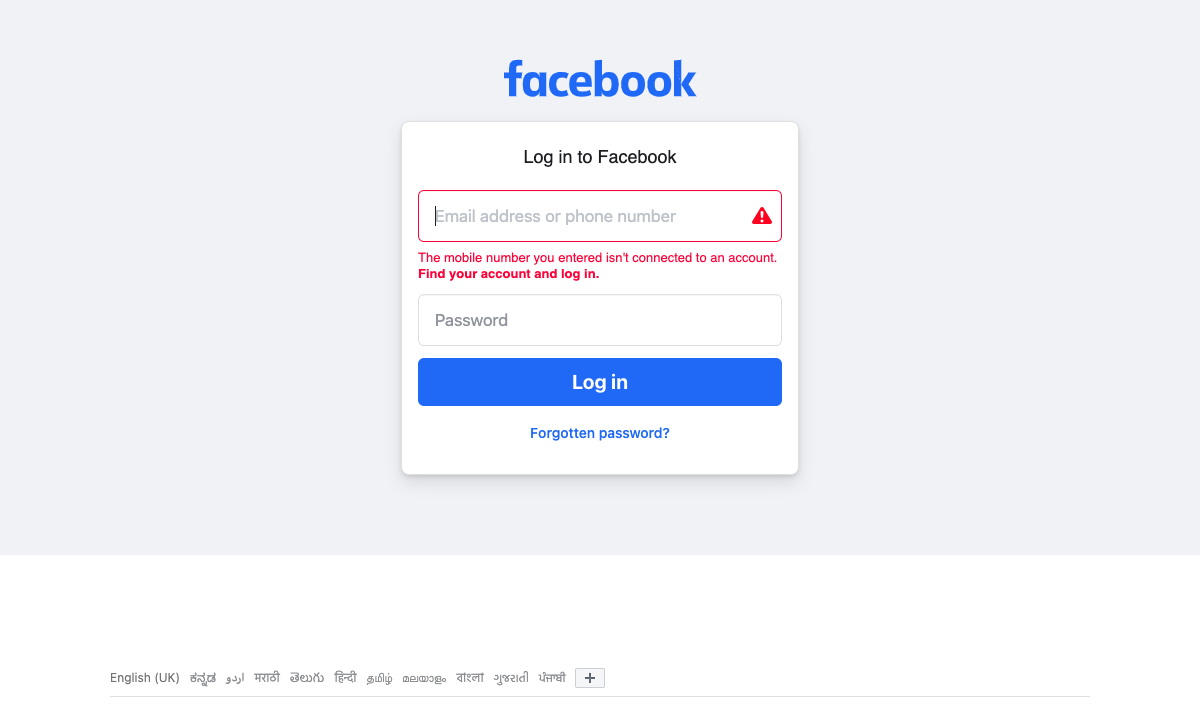 facebook
Log in to Facebook
Email address or phone number
The mobile number you entered isn't connected to an account.
Find your account and log in.
Password
Log in
Forgotten password?
English (UK) ಕನ್ನಡ اردو मराठी తెలుగు हिन्दी தமிழ் മലയാളം বাংলা ગુજરાતી ਪੰਜਾਬੀ